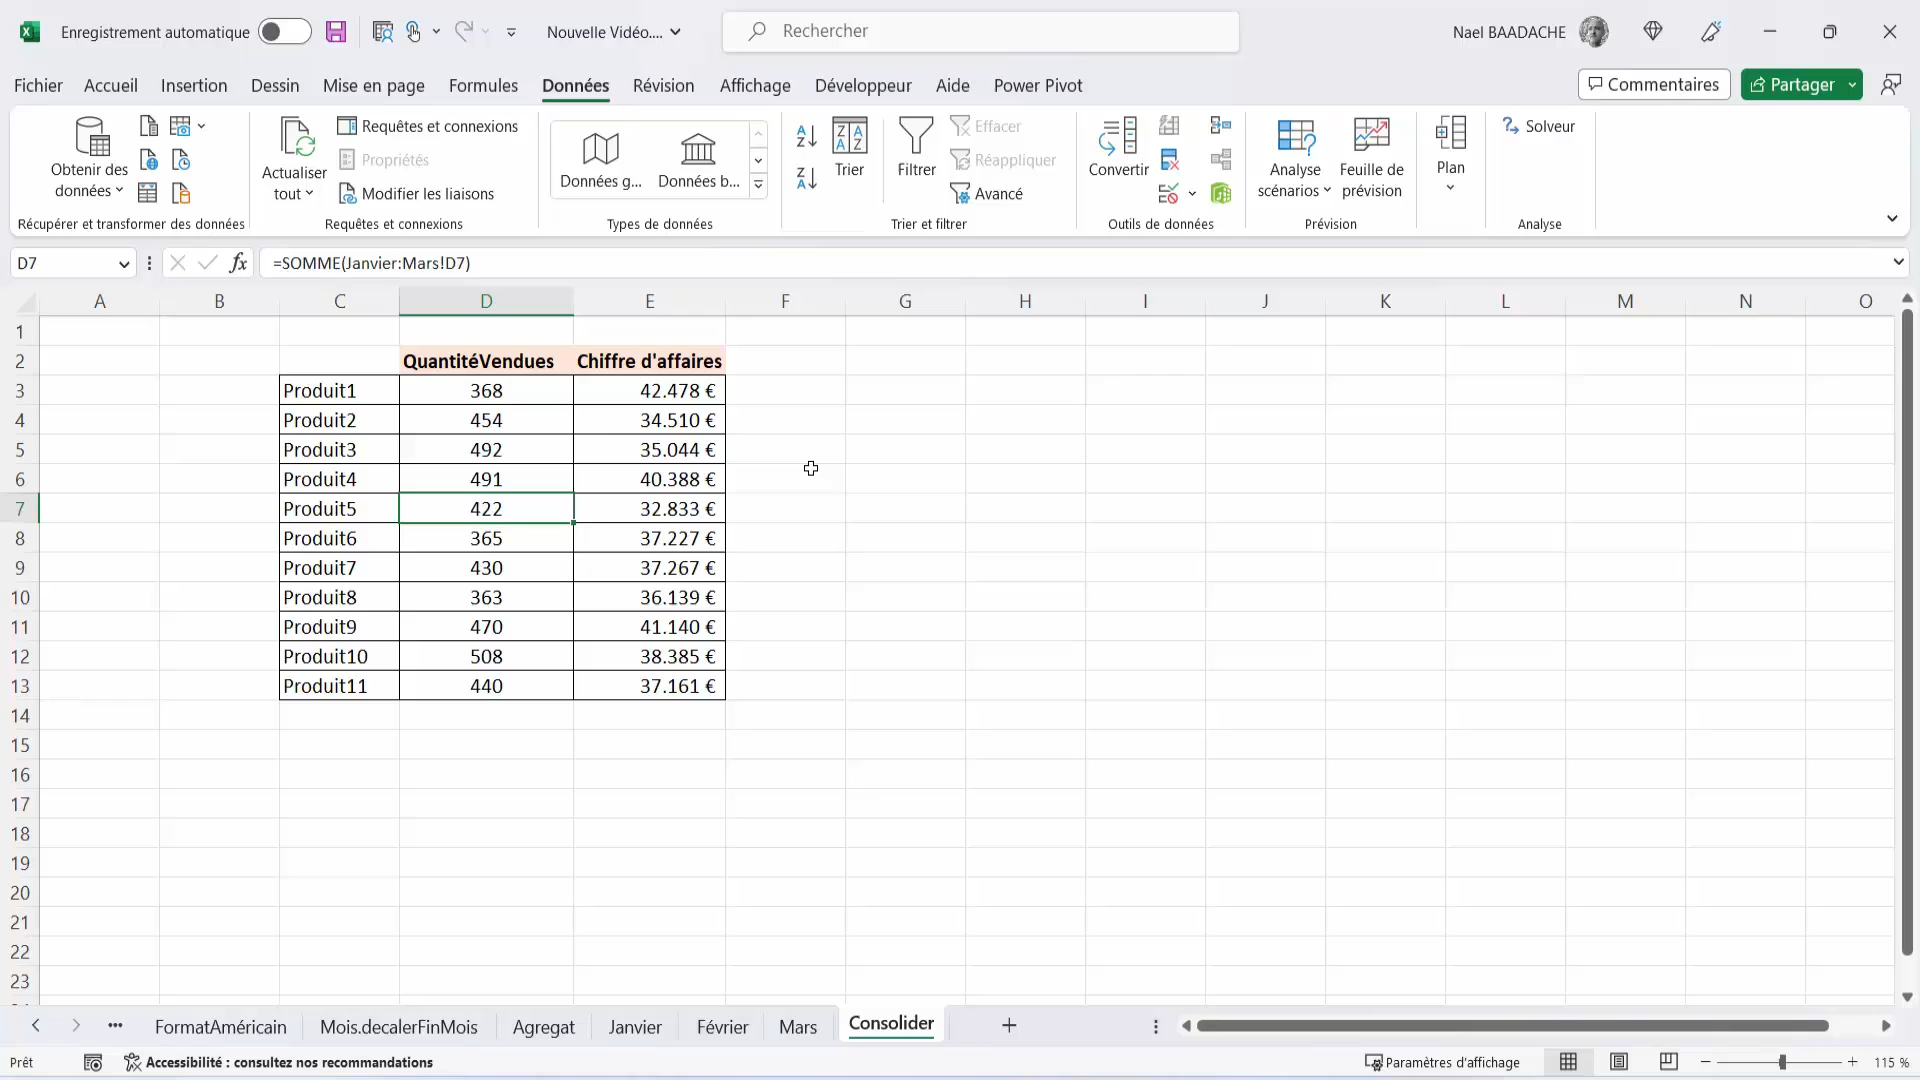 Enregistrement automatique
Nouvelle Vidéo....
Rechercher
Nael BAADACHE
Fichier Accueil Insertion Dessin Mise en page Formules Données Révision Affichage Développeur Aide Power Pivot
Commentaires
Partager
Obtenir des données
Récupérer et transformer des données
Actualiser tout
Requêtes et connexions
Propriétés
Modifier les liaisons
Requêtes et connexions
Données g...
Données b...
Types de données
Trier
Filtrer
Effacer
Réappliquer
Avancé
Trier et filtrer
Convertir
Outils de données
Analyse scénarios
Feuille de prévision
Prévision
Plan
Solveur
Analyse
D7
fx
=SOMME(Janvier:Mars!D7)
A B C D E F G H I J K L M N O
1
2 QuantitéVendues Chiffre d'affaires
3 Produit1 368 42.478 €
4 Produit2 454 34.510 €
5 Produit3 492 35.044 €
6 Produit4 491 40.388 €
7 Produit5 422 32.833 €
8 Produit6 365 37.227 €
9 Produit7 430 37.267 €
10 Produit8 363 36.139 €
11 Produit9 470 41.140 €
12 Produit10 508 38.385 €
13 Produit11 440 37.161 €
14
15
16
17
18
19
20
21
22
23
FormatAméricain Mois.decalerFinMois Agregat Janvier Février Mars Consolider
Prêt
Accessibilité : consultez nos recommandations
Paramètres d'affichage
115 %